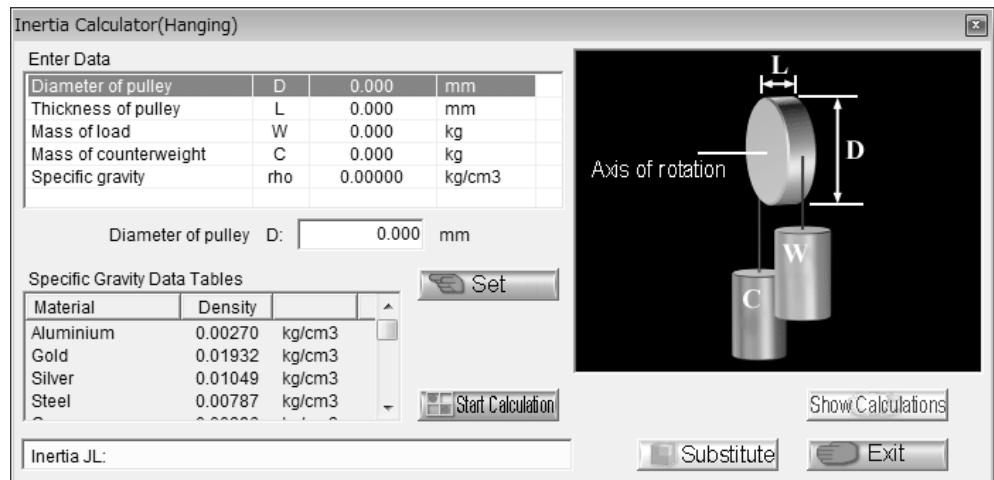 Inertia Calculator(Hanging)
Enter Data
Diameter of pulley D 0.000 mm
Thickness of pulley L 0.000 mm
Mass of load W 0.000 kg
Mass of counterweight C 0.000 kg
Specific gravity rho 0.00000 kg/cm3
Diameter of pulley D: 0.000 mm
Specific Gravity Data Tables
Set
Material Density
Aluminium 0.00270 kg/cm3
Gold 0.01932 kg/cm3
Silver 0.01049 kg/cm3
Steel 0.00787 kg/cm3
Start Calculation
Inertia JL:
L
D
Axis of rotation
W
C
Show Calculations
Substitute
Exit